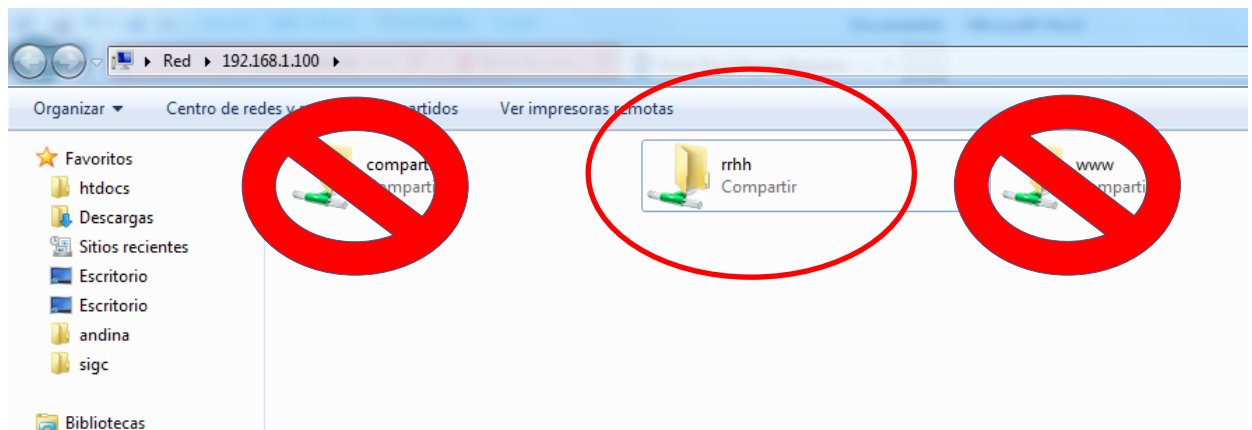 Red 192.168.1.100
Organizar Centro de redes y Ver impresoras remotas
Favoritos
htdocs
Descargas
Sitios recientes
Escritorio
Escritorio
andina
sigc
Bibliotecas
rrhh
Compartir
www